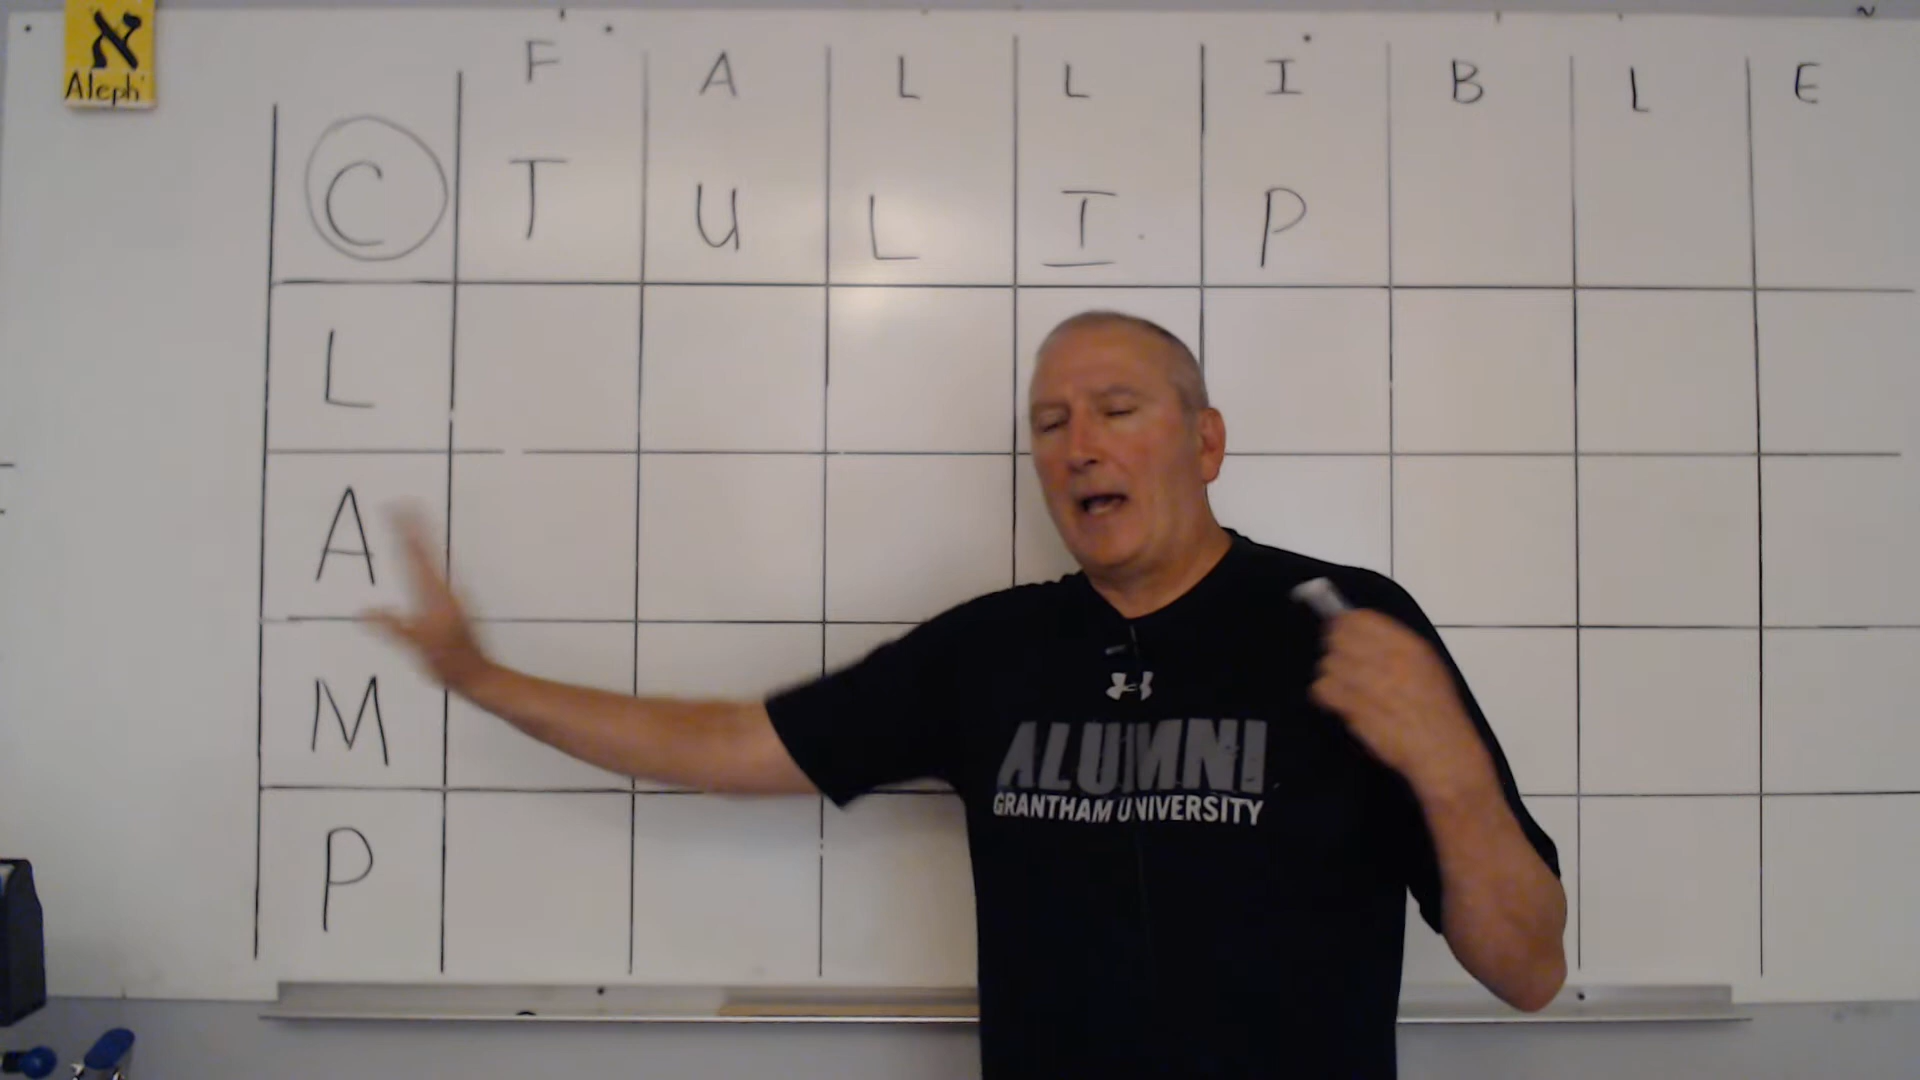 א
Aleph
F A L L I B L E
C T U L I P
L
A
M
P
ALUMNI
GRANTHAM UNIVERSITY